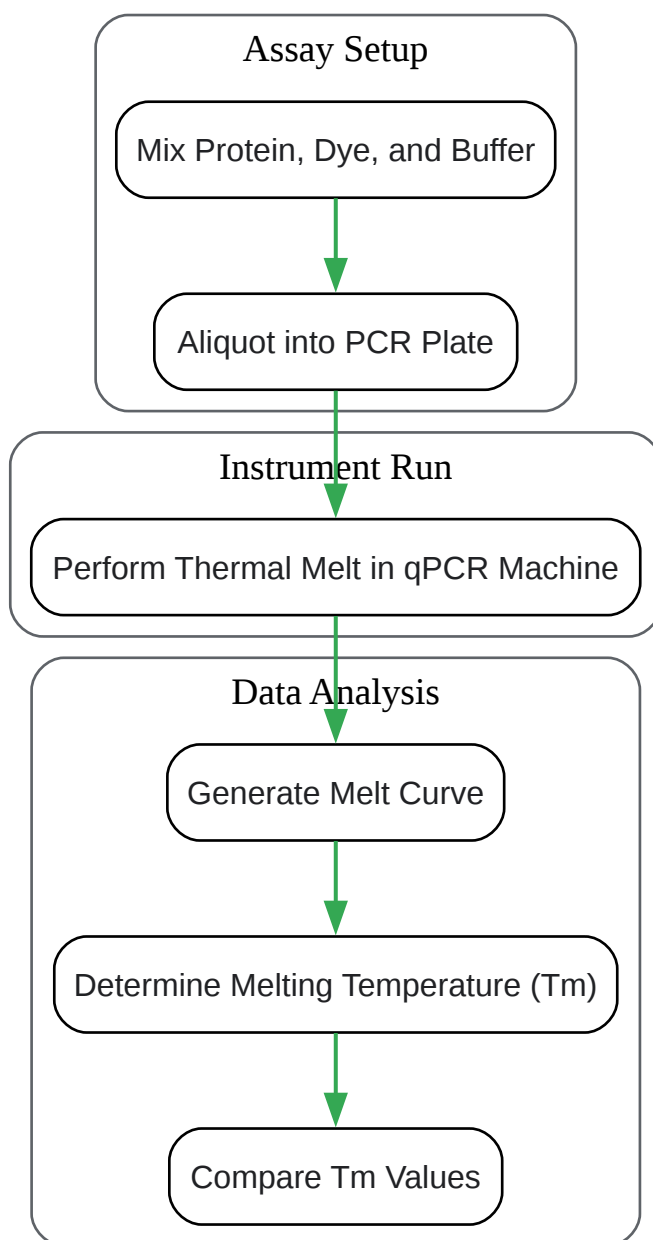 Assay Setup
Mix Protein, Dye, and Buffer
Aliquot into PCR Plate
Instrument Run
Perform Thermal Melt in qPCR Machine
Data Analysis
Generate Melt Curve
Determine Melting Temperature (Tm)
Compare Tm Values